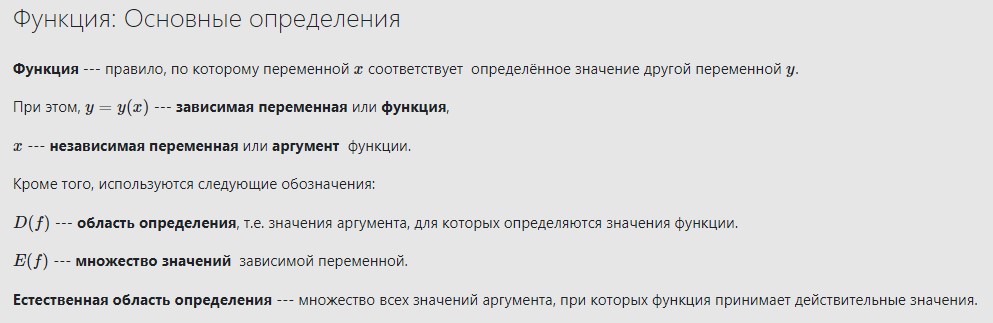 Функция: Основные определения
Функция --- правило, по которому переменной x соответствует определённое значение другой переменной y.
При этом, y = y(x) --- зависимая переменная или функция,
x --- независимая переменная или аргумент функции.
Кроме того, используются следующие обозначения:
D(f) --- область определения, т.е. значения аргумента, для которых определяются значения функции.
E(f) --- множество значений зависимой переменной.
Естественная область определения --- множество всех значений аргумента, при которых функция принимает действительные значения.